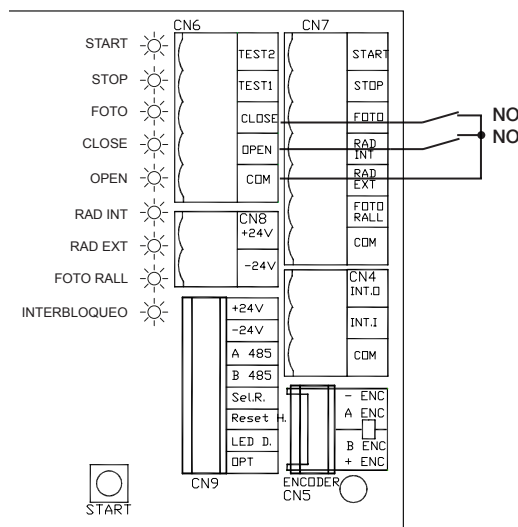 START
STOP
FOTO
CLOSE
OPEN
RAD INT
RAD EXT
FOTO RALL
INTERBLOQUEO
CN6
TEST2
TEST1
CLOSE
OPEN
COM
CN8
+24V
-24V
+24V
-24V
A 485
B 485
Sel.R.
Reset H.
LED D.
OPT
CN9
CN7
START
STOP
FOTO
RAD
INT
RAD
EXT
FOTO
RALL
COM
CN4
INT.O
INT.I
COM
- ENC
A ENC
B ENC
+ ENC
ENCODER
CN5
NO
NO
START